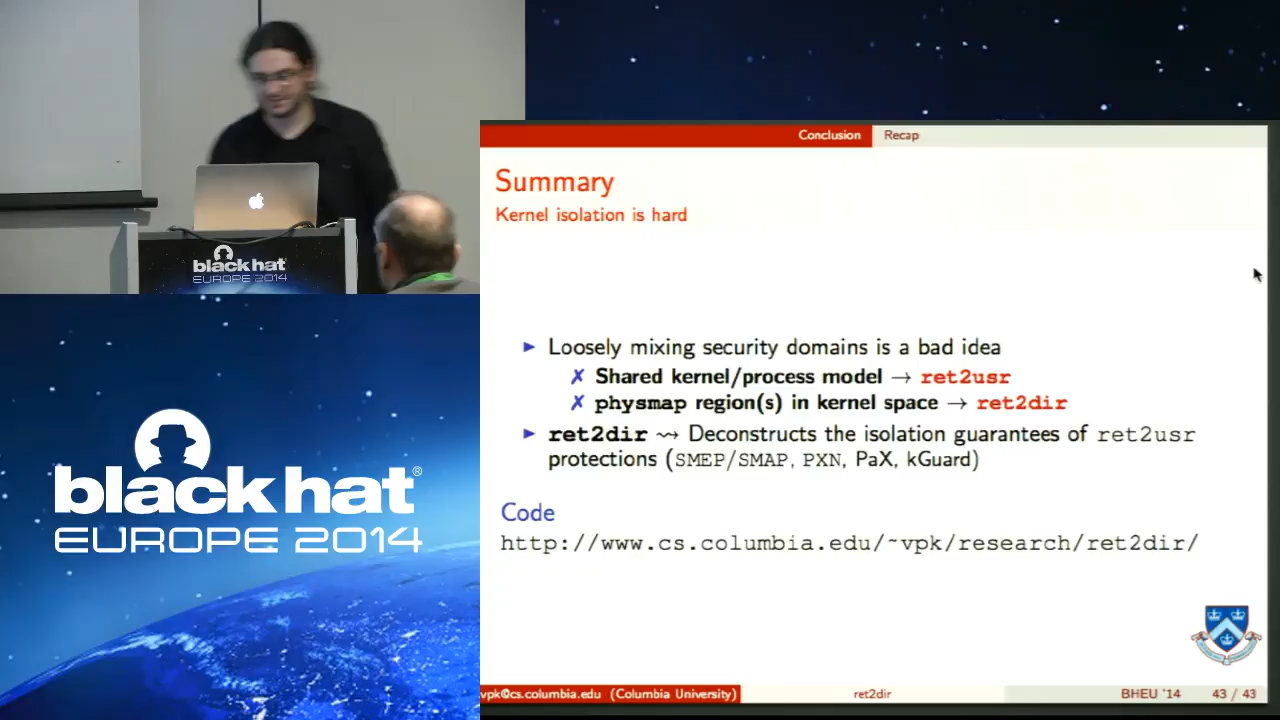 black hat
EUROPE 2014
black hat®
EUROPE 2014
Conclusion Recap
Summary
Kernel isolation is hard
► Loosely mixing security domains is a bad idea
✗ Shared kernel/process model → ret2usr
✗ physmap region(s) in kernel space → ret2dir
► ret2dir ⇝ Deconstructs the isolation guarantees of ret2usr
protections (SMEP/SMAP, PXN, PaX, kGuard)
Code
http://www.cs.columbia.edu/~vpk/research/ret2dir/
vpk@cs.columbia.edu (Columbia University) ret2dir BHEU '14 43 / 43